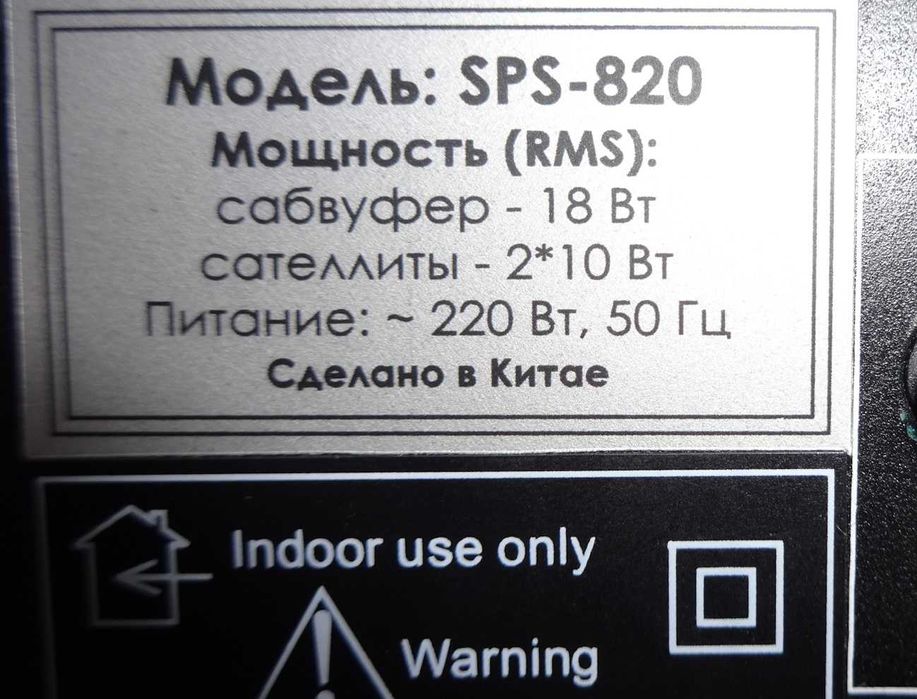 Модель: SPS-820
Мощность (RMS):
сабвуфер - 18 Вт
сателлиты - 2*10 Вт
Питание: ~ 220 Вт, 50 Гц
Сделано в Китае
Indoor use only
Warning